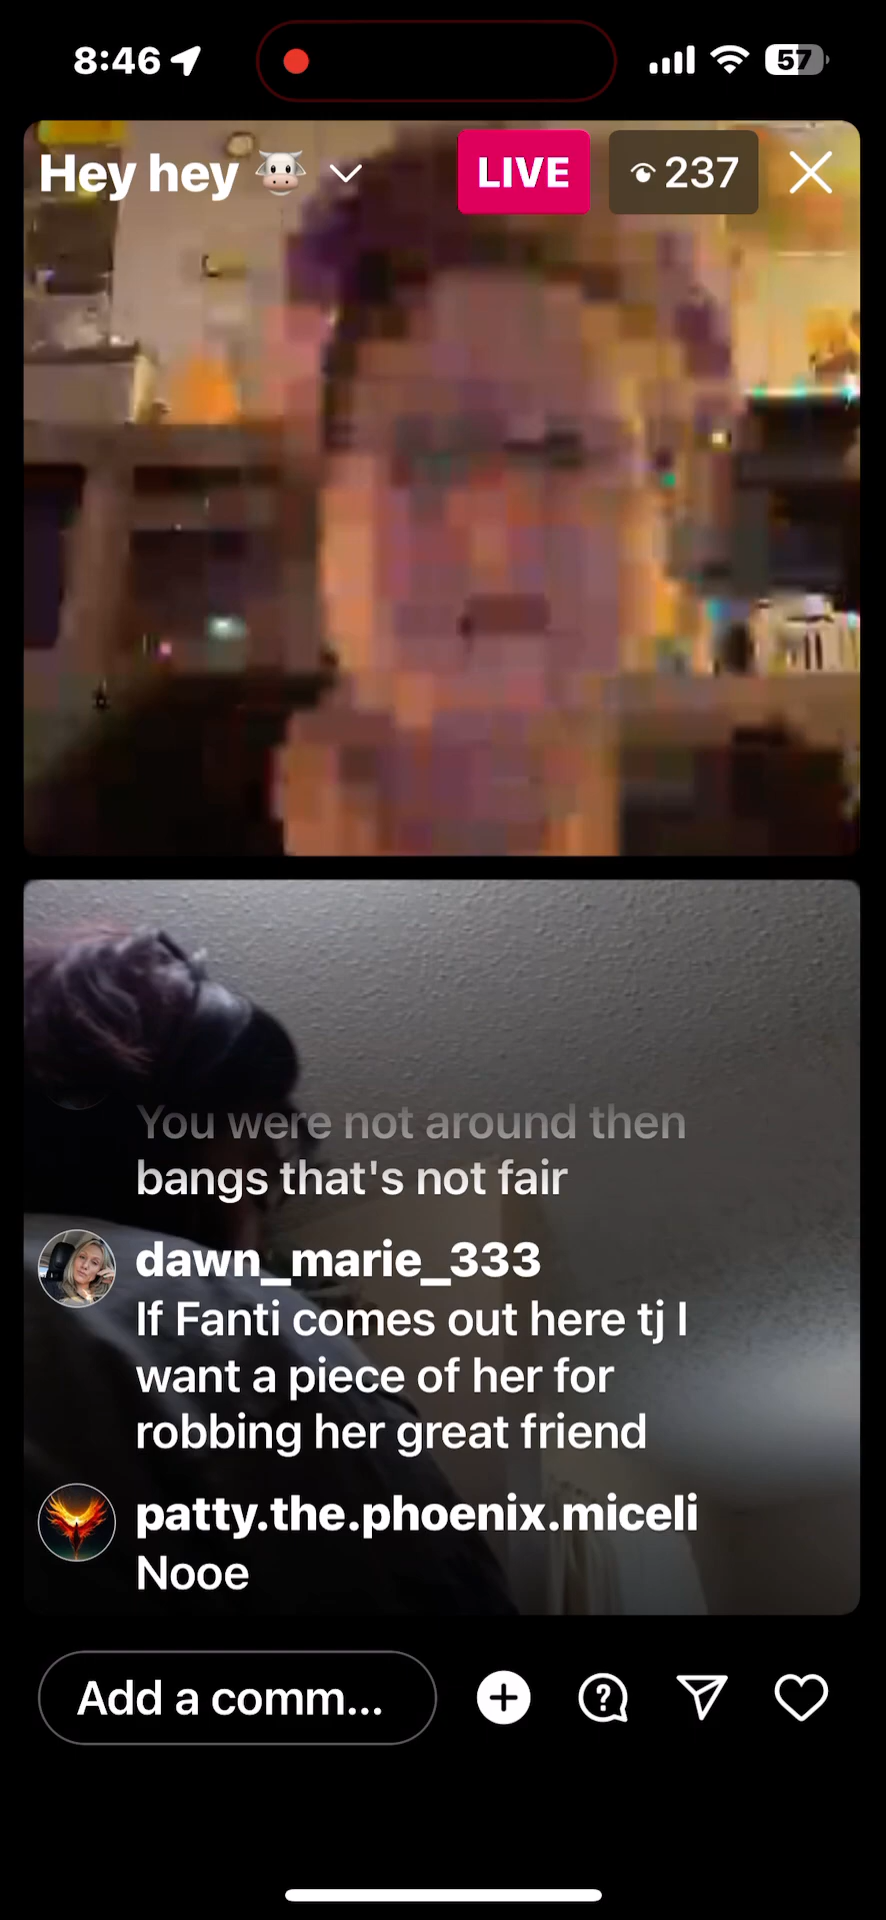 8:46
57
Hey hey 🐮
LIVE
237
You were not around then
bangs that's not fair
dawn_marie_333
If Fanti comes out here tj I
want a piece of her for
robbing her great friend
patty.the.phoenix.miceli
Nooe
Add a comm...